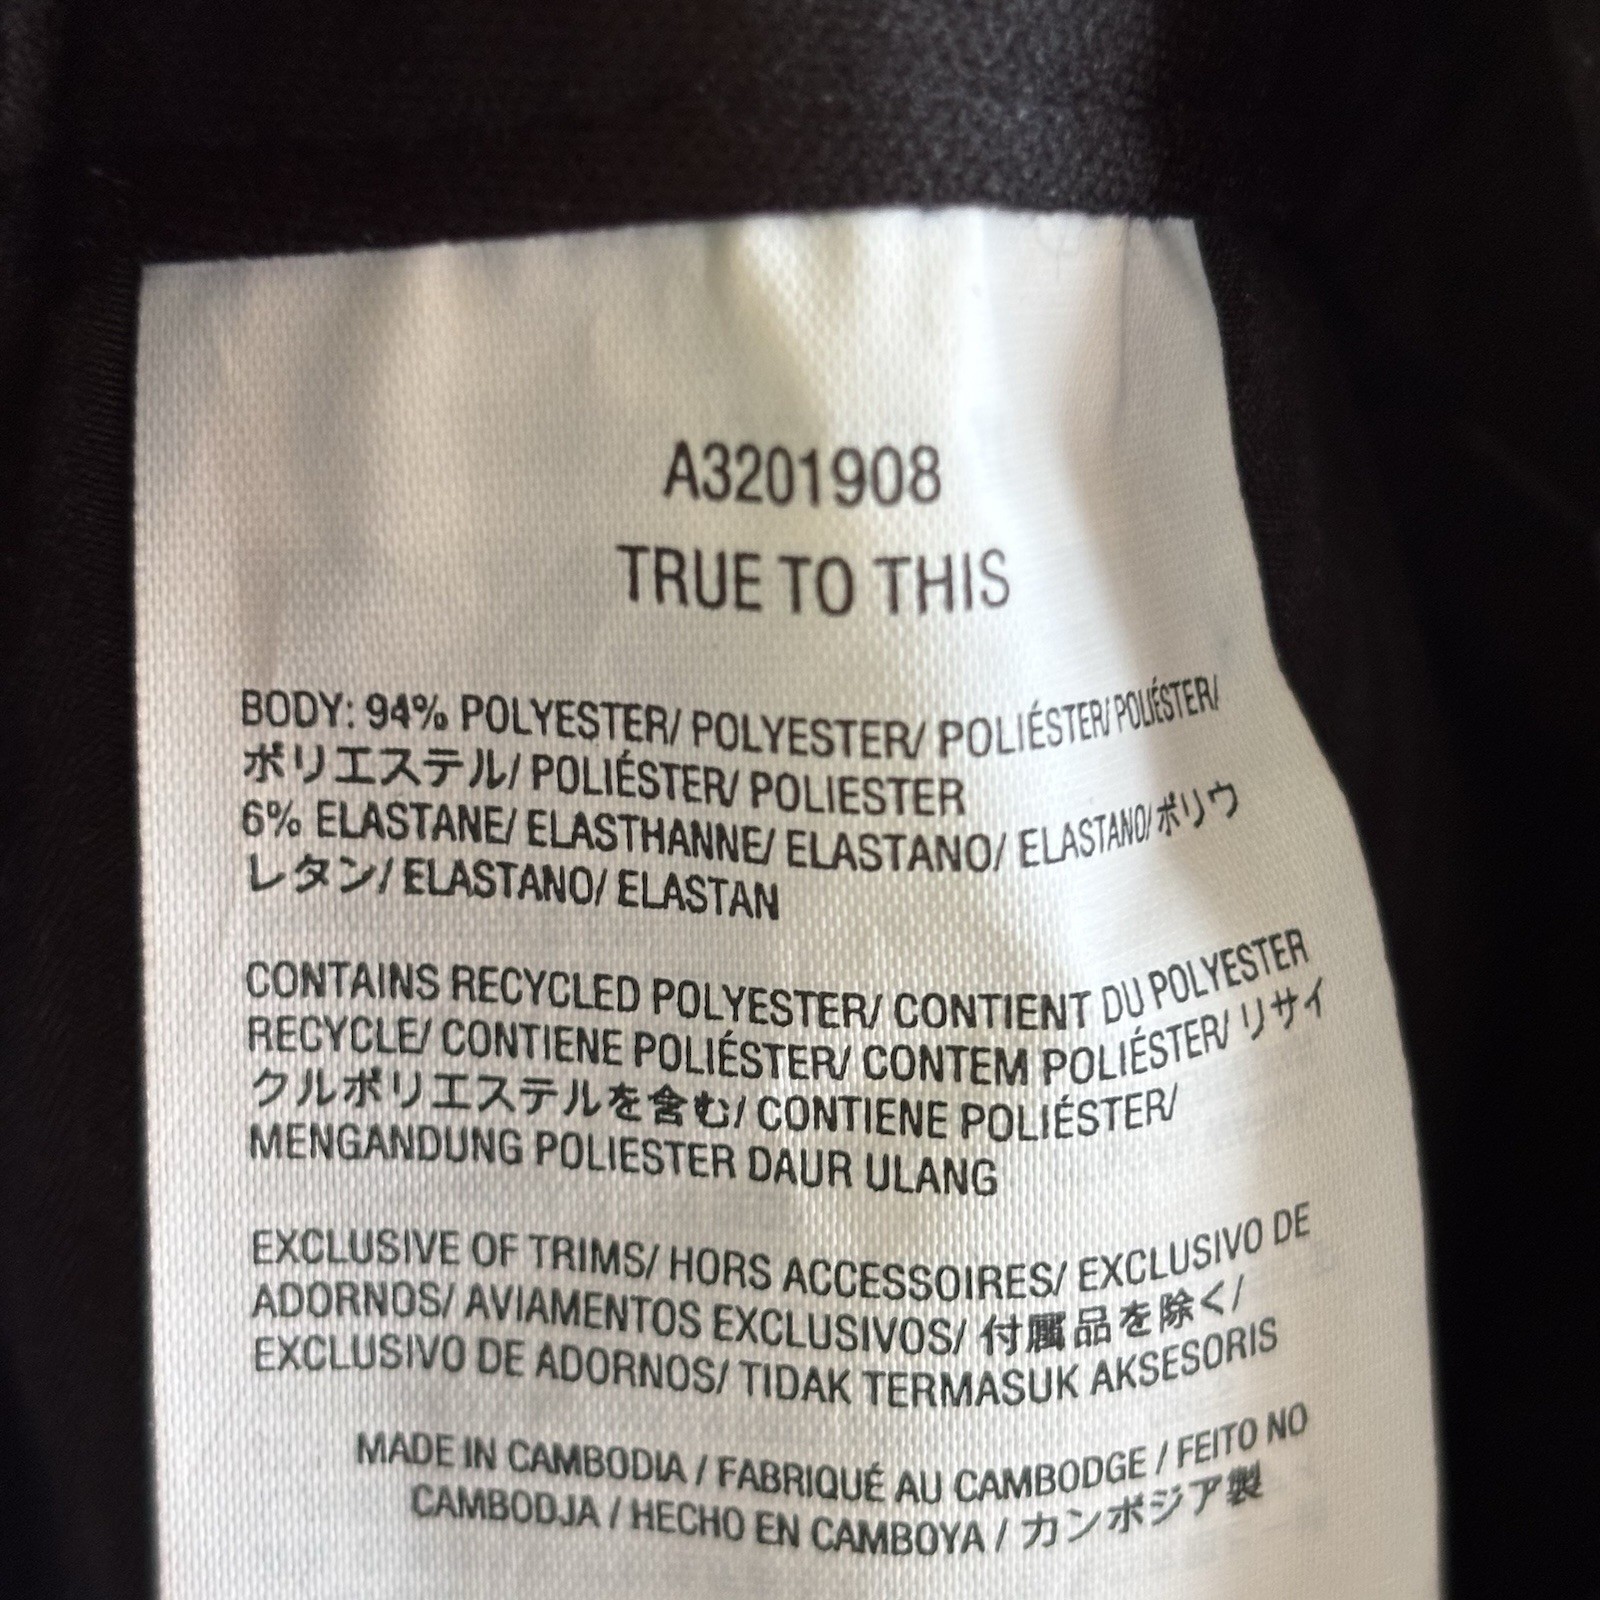 A3201908
TRUE TO THIS
BODY: 94% POLYESTER/ POLYESTER/ POLIÉSTER/ POLIÉSTER/
ポリエステル/ POLIÉSTER/ POLIESTER
6% ELASTANE/ ELASTHANNE/ ELASTANO/ ELASTANO/ ポリウ
レタン/ ELASTANO/ ELASTAN
CONTAINS RECYCLED POLYESTER/ CONTIENT DU POLYESTER
RECYCLE/ CONTIENE POLIÉSTER/ CONTEM POLIÉSTER/ リサイ
クルポリエステルを含む/ CONTIENE POLIÉSTER/
MENGANDUNG POLIESTER DAUR ULANG
EXCLUSIVE OF TRIMS/ HORS ACCESSOIRES/ EXCLUSIVO DE
ADORNOS/ AVIAMENTOS EXCLUSIVOS/ 付属品を除く/
EXCLUSIVO DE ADORNOS/ TIDAK TERMASUK AKSESORIS
MADE IN CAMBODIA / FABRIQUÉ AU CAMBODGE / FEITO NO
CAMBODJA / HECHO EN CAMBOYA / カンボジア製